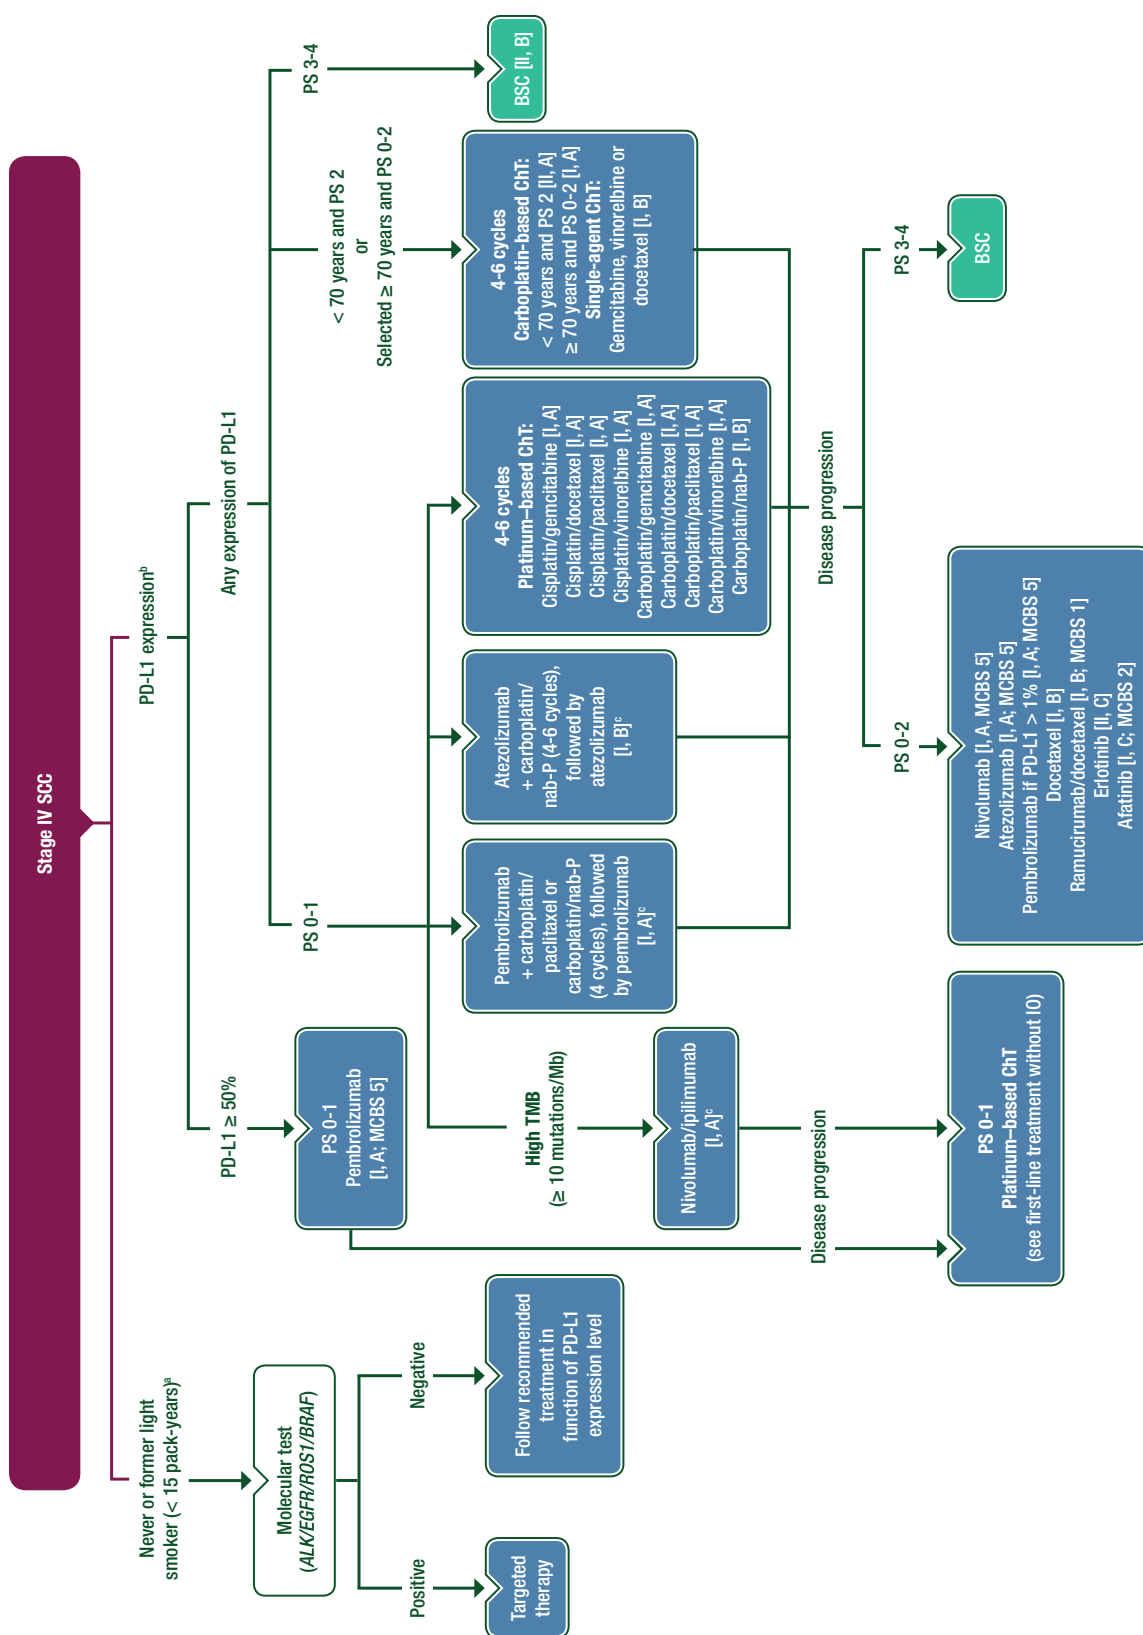 Stage IV SCC
Never or former light
smoker (< 15 pack-years)ᵃ
Molecular test
(ALK/EGFR/ROS1/BRAF)
Positive
Negative
Targeted
therapy
Follow recommended
treatment in
function of PD-L1
expression level
PD-L1 expressionᵇ
PD-L1 ≥ 50%
Any expression of PD-L1
PS 0-1
Pembrolizumab
[I, A; MCBS 5]
PS 0-1
< 70 years and PS 2
or
Selected ≥ 70 years and PS 0-2
PS 3-4
High TMB
(≥ 10 mutations/Mb)
Nivolumab/ipilimumab
[I, A]ᶜ
Pembrolizumab
+ carboplatin/
paclitaxel or
carboplatin/nab-P
(4 cycles), followed
by pembrolizumab
[I, A]ᶜ
Atezolizumab
+ carboplatin/
nab-P (4-6 cycles),
followed by
atezolizumab
[I, B]ᶜ
4-6 cycles
Platinum–based ChT:
Cisplatin/gemcitabine [I, A]
Cisplatin/docetaxel [I, A]
Cisplatin/paclitaxel [I, A]
Cisplatin/vinorelbine [I, A]
Carboplatin/gemcitabine [I, A]
Carboplatin/docetaxel [I, A]
Carboplatin/paclitaxel [I, A]
Carboplatin/vinorelbine [I, A]
Carboplatin/nab-P [I, B]
4-6 cycles
Carboplatin-based ChT:
< 70 years and PS 2 [II, A]
≥ 70 years and PS 0-2 [I, A]
Single-agent ChT:
Gemcitabine, vinorelbine or
docetaxel [I, B]
BSC [II, B]
Disease progression
Disease progression
PS 0-2
PS 3-4
PS 0-1
Platinum–based ChT
(see first-line treatment without IO)
Nivolumab [I, A, MCBS 5]
Atezolizumab [I, A; MCBS 5]
Pembrolizumab if PD-L1 > 1% [I, A; MCBS 5]
Docetaxel [I, B]
Ramucirumab/docetaxel [I, B; MCBS 1]
Erlotinib [II, C]
Afatinib [I, C; MCBS 2]
BSC